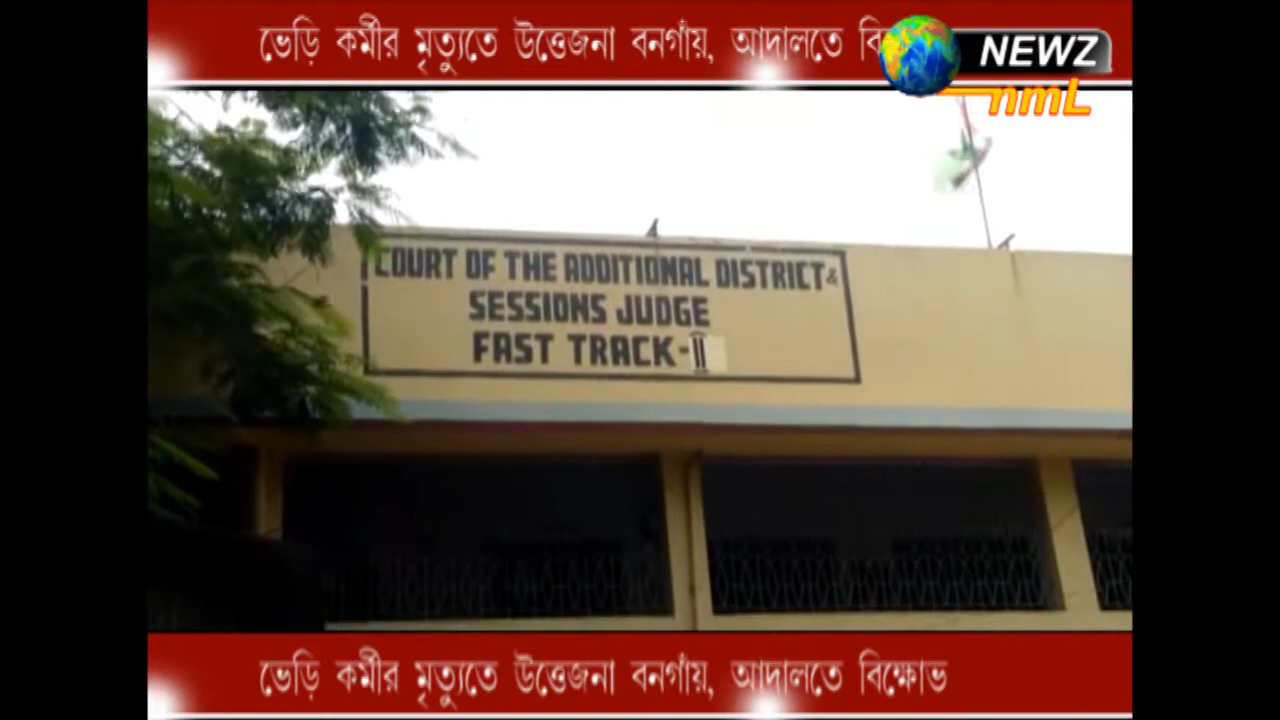 ভেড়ি কর্মীর মৃত্যুতে উত্তেজনা বনগাঁয়, আদালতে
NEWZ
nmL
COURT OF THE ADDITIONAL DISTRICT &
SESSIONS JUDGE
FAST TRACK-II
ভেড়ি কর্মীর মৃত্যুতে উত্তেজনা বনগাঁয়, আদালতে বিক্ষোভ